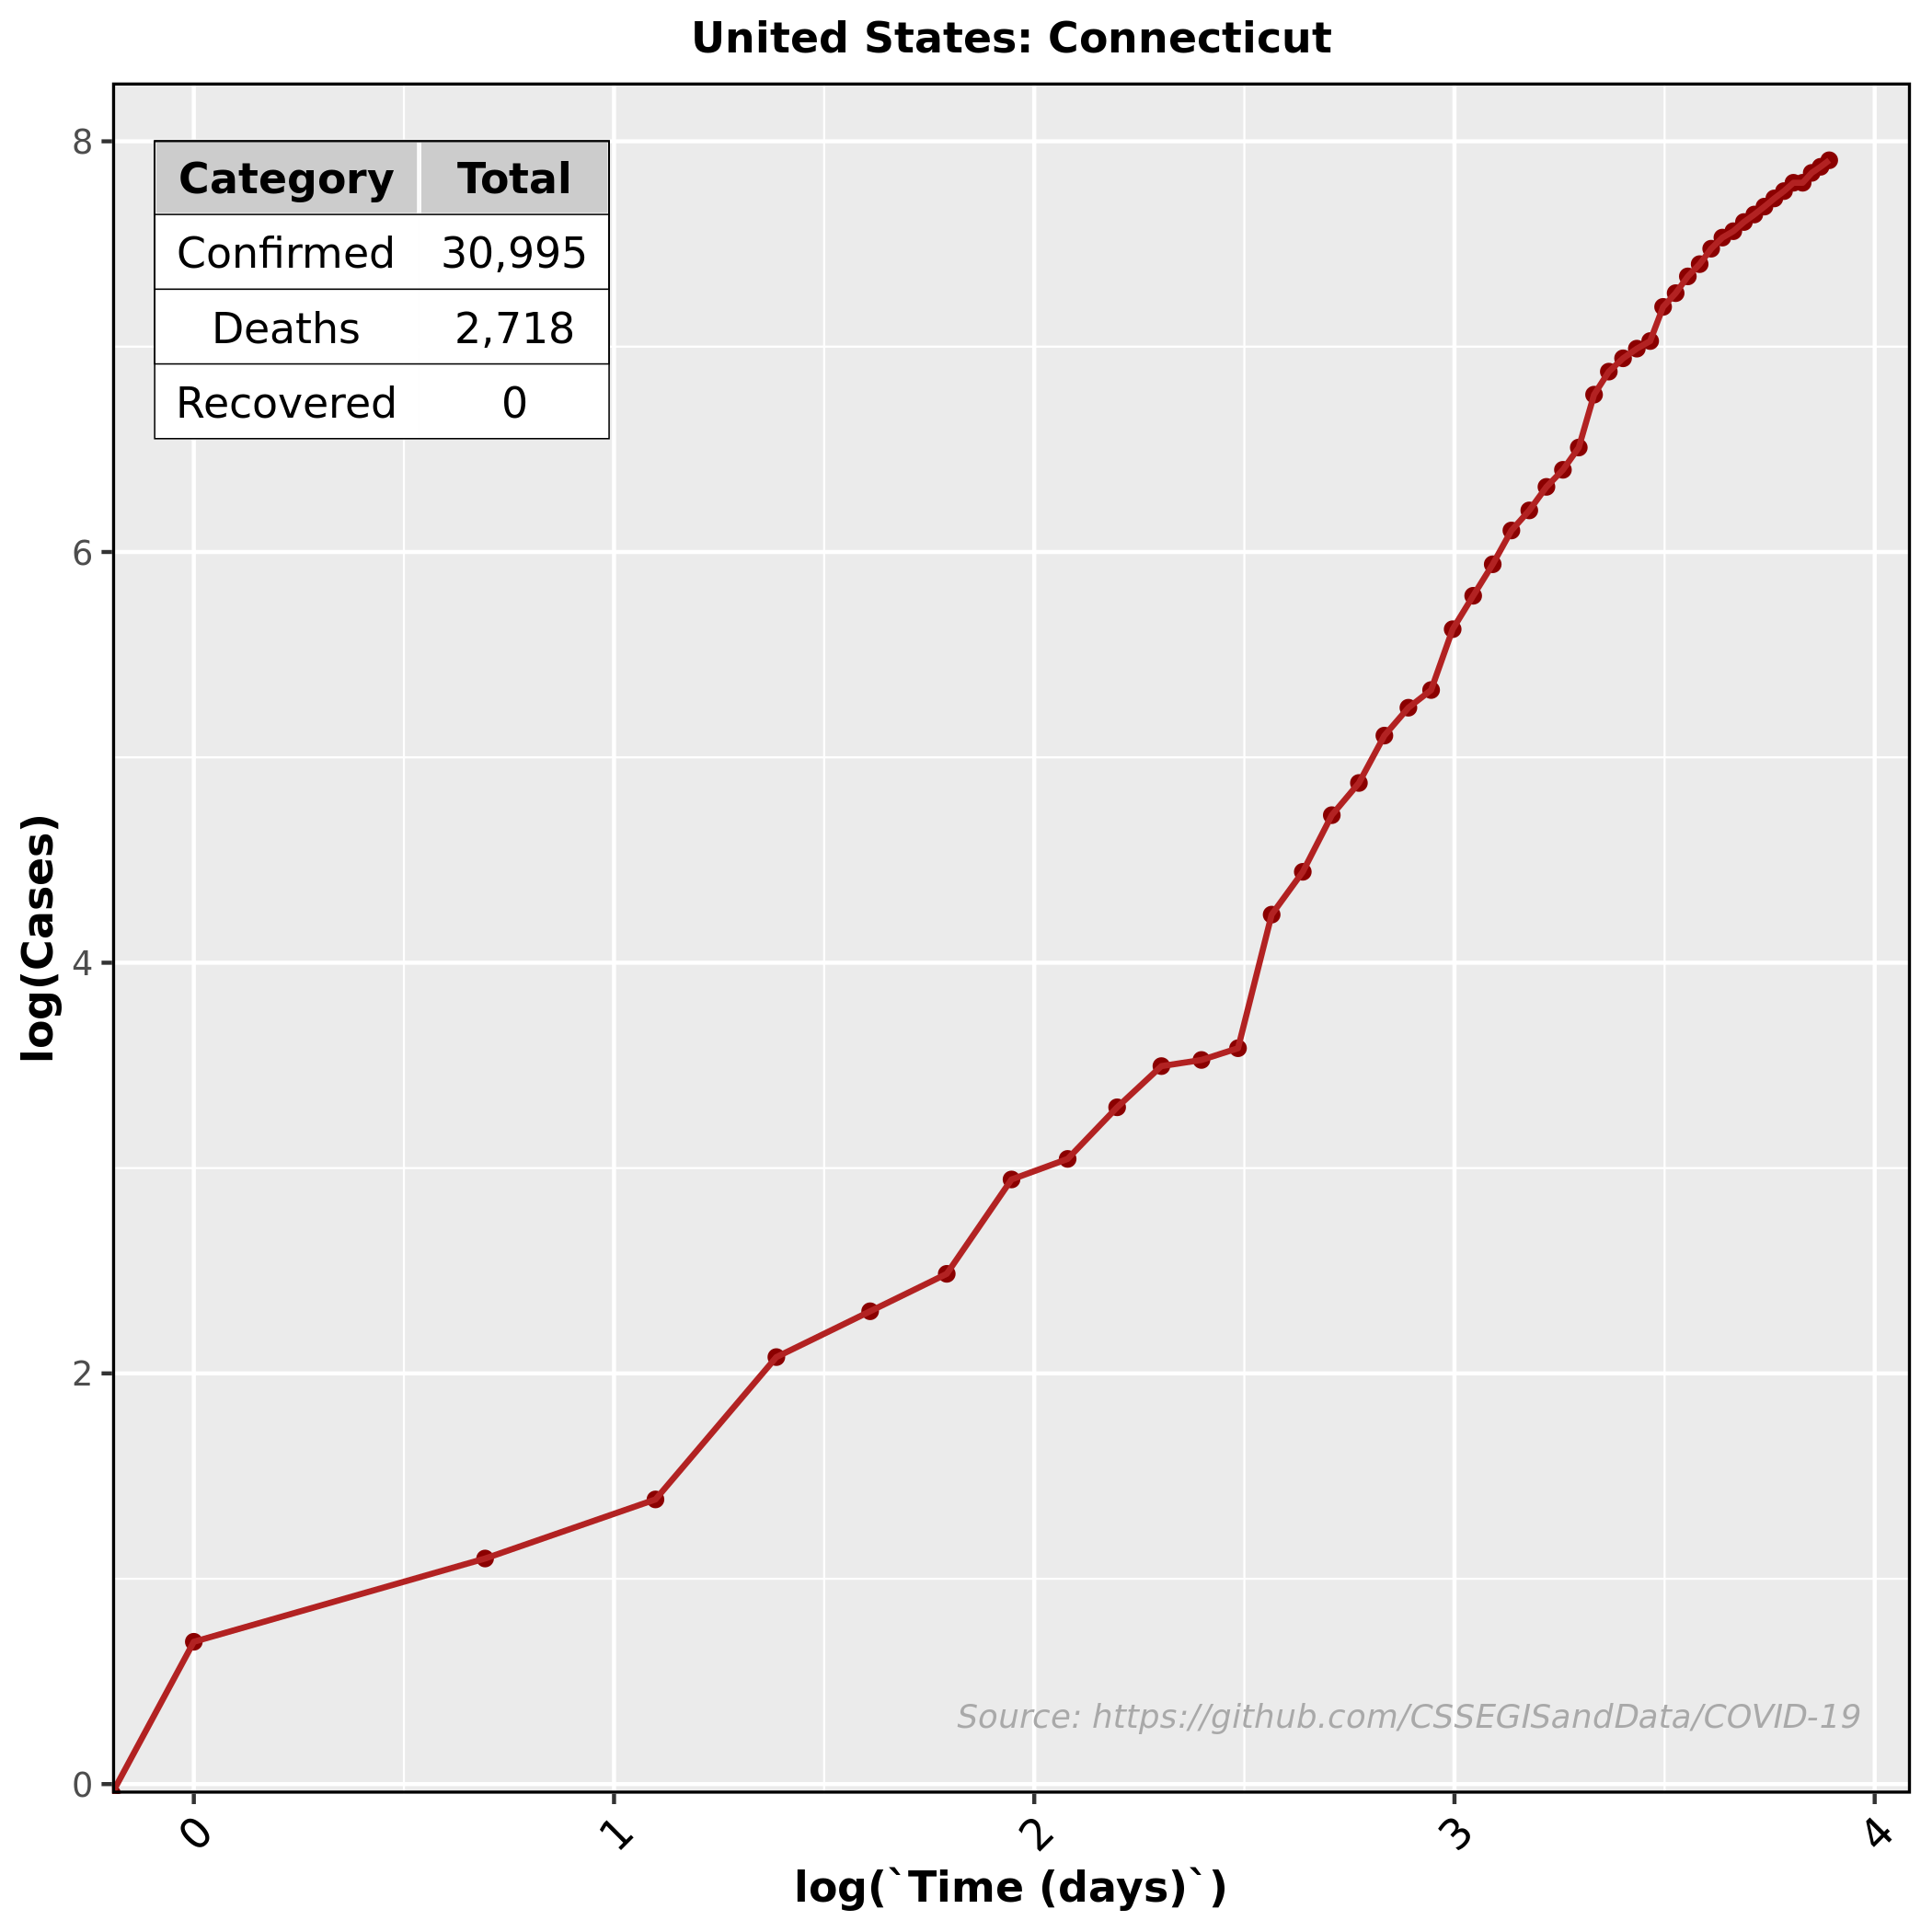 United States: Connecticut
Category Total
Confirmed 30,995
Deaths 2,718
Recovered 0
8
6
4
2
0
log(Cases)
Source: https://github.com/CSSEGISandData/COVID-19
0 1 2 3 4
log(`Time (days)`)